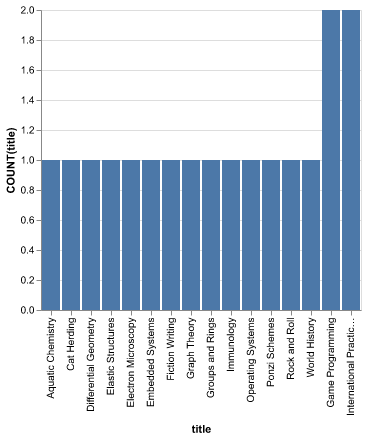 2.0
1.8
1.6
1.4
1.2
1.0
0.8
0.6
0.4
0.2
0.0
COUNT(title)
Aquatic Chemistry
Cat Herding
Differential Geometry
Elastic Structures
Electron Microscopy
Embedded Systems
Fiction Writing
Graph Theory
Groups and Rings
Immunology
Operating Systems
Ponzi Schemes
Rock and Roll
World History
Game Programming
International Practic…
title